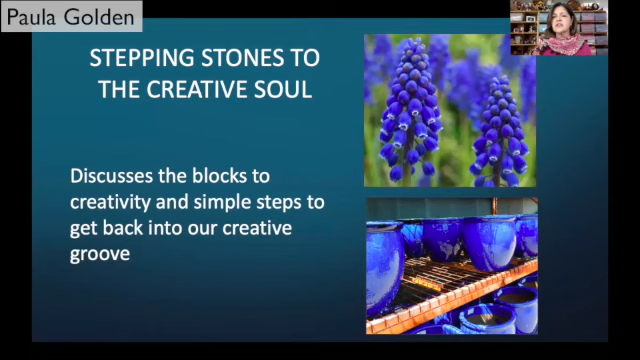 Paula Golden
STEPPING STONES TO
THE CREATIVE SOUL
Discusses the blocks to
creativity and simple steps to
get back into our creative
groove